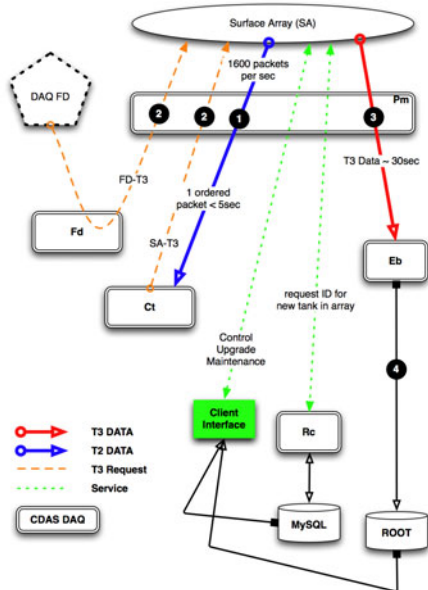 Surface Array (SA)
1600 packets
per sec
DAQ FD
Pm
2
2
1
3
T3 Data ~ 30sec
FD-T3
1 ordered
packet < 5sec
Fd
SA-T3
Eb
Ct
request ID for
new tank in array
Control
Upgrade
Maintenance
4
Client
Interface
Rc
T3 DATA
T2 DATA
T3 Request
Service
MySQL
ROOT
CDAS DAQ